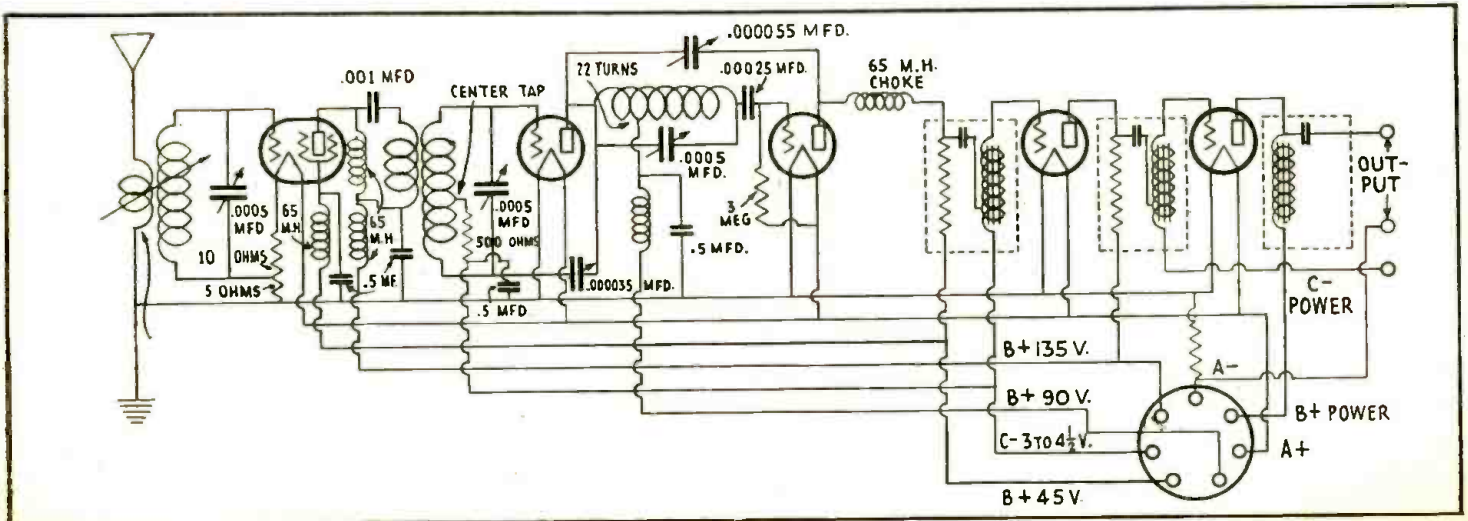 .000055 MFD.
22 TURNS
.00025 MFD.
65 M.H.
CHOKE
.001 MFD
CENTER TAP
.0005
MFD.
.0005
MFD
65
M.H.
65
M.H.
.0005
MFD
500 OHMS
3
MEG
.5 MFD.
10
OHMS
5 OHMS
.5 MF.
.5 MFD
.000035 MFD.
OUT-
PUT
C-
POWER
B+ 135 V.
A-
B+ 90 V.
B+ POWER
C- 3 TO 4½ V.
A+
B+ 45 V.